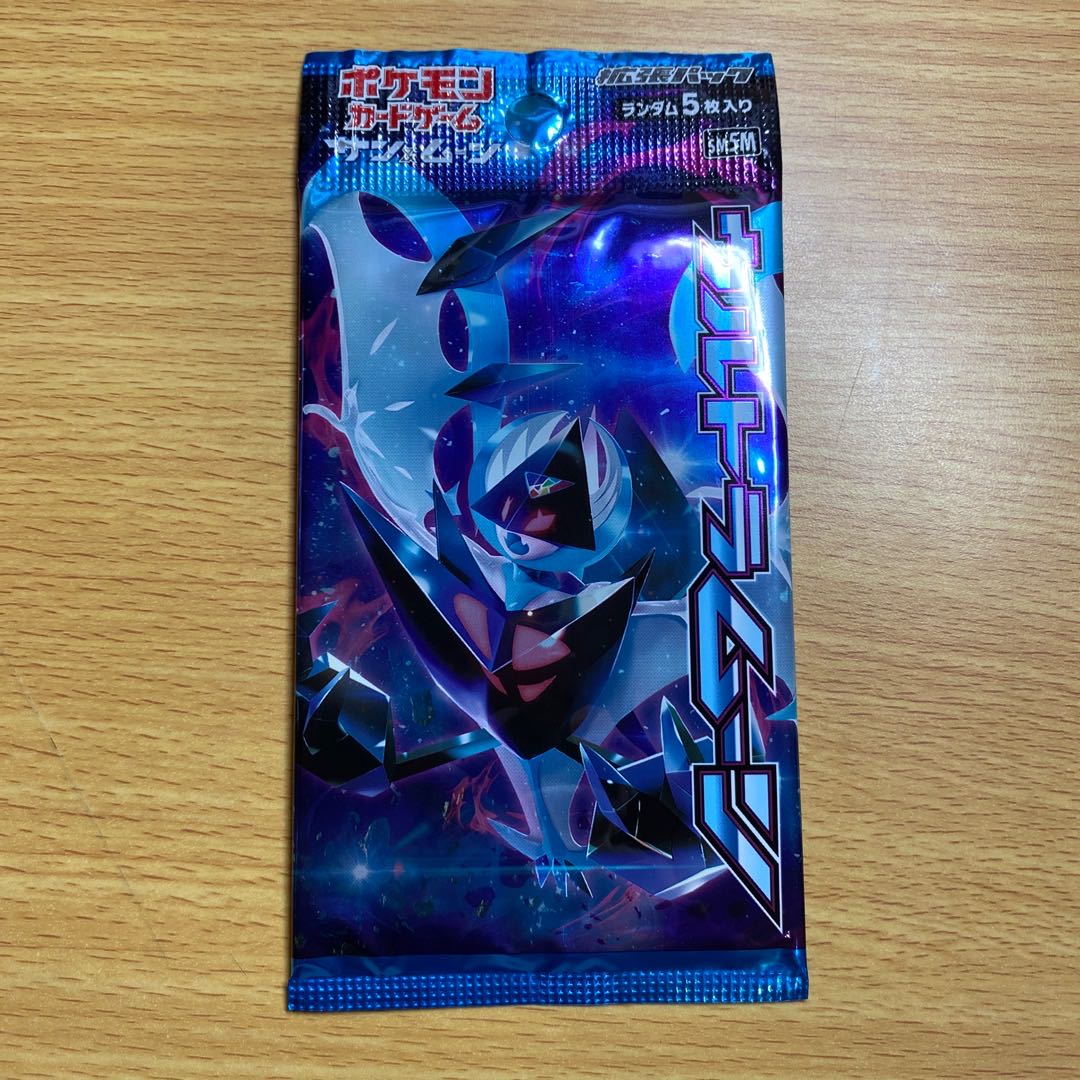 ポケモン
カードゲーム
サン&ムーン
拡張パック
ランダム5枚入り
SM5M
ウルトラムーン